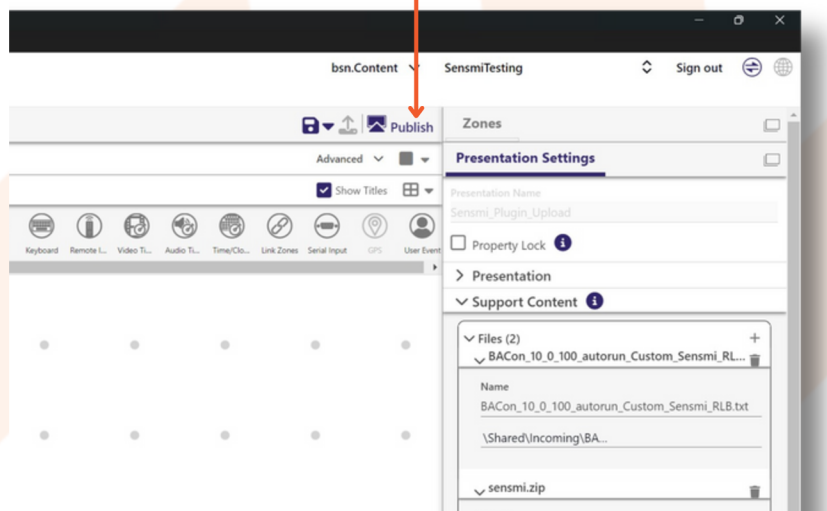 bsn.Content
SensmiTesting
Sign out
Publish
Zones
Advanced
Presentation Settings
Show Titles
Presentation Name
Sensmi_Plugin_Upload
Keyboard
Remote I...
Video Ti...
Audio Ti...
Time/Clo...
Link Zones
Serial Input
GPS
User Event
Property Lock
Presentation
Support Content
Files (2)
BACon_10_0_100_autorun_Custom_Sensmi_RL...
Name
BACon_10_0_100_autorun_Custom_Sensmi_RLB.txt
\Shared\Incoming\BA...
sensmi.zip